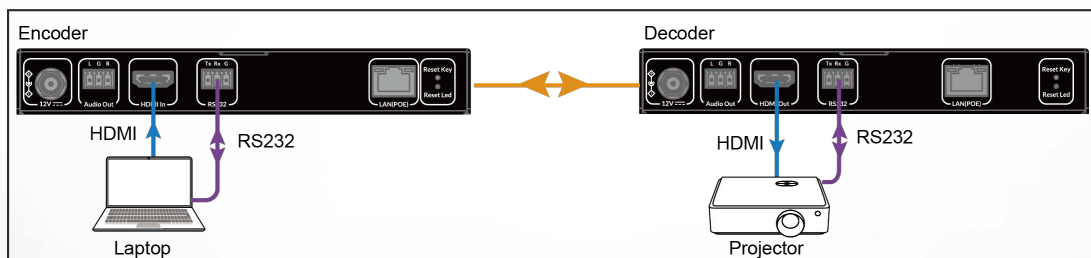 Encoder
L G R
Tx Rx G
12V
Audio Out
HDMI In
RS232
LAN(POE)
Reset Key
Reset Led
HDMI
RS232
Laptop
Decoder
L G R
Tx Rx G
12V
Audio Out
HDMI Out
RS232
LAN(POE)
Reset Key
Reset Led
HDMI
RS232
Projector